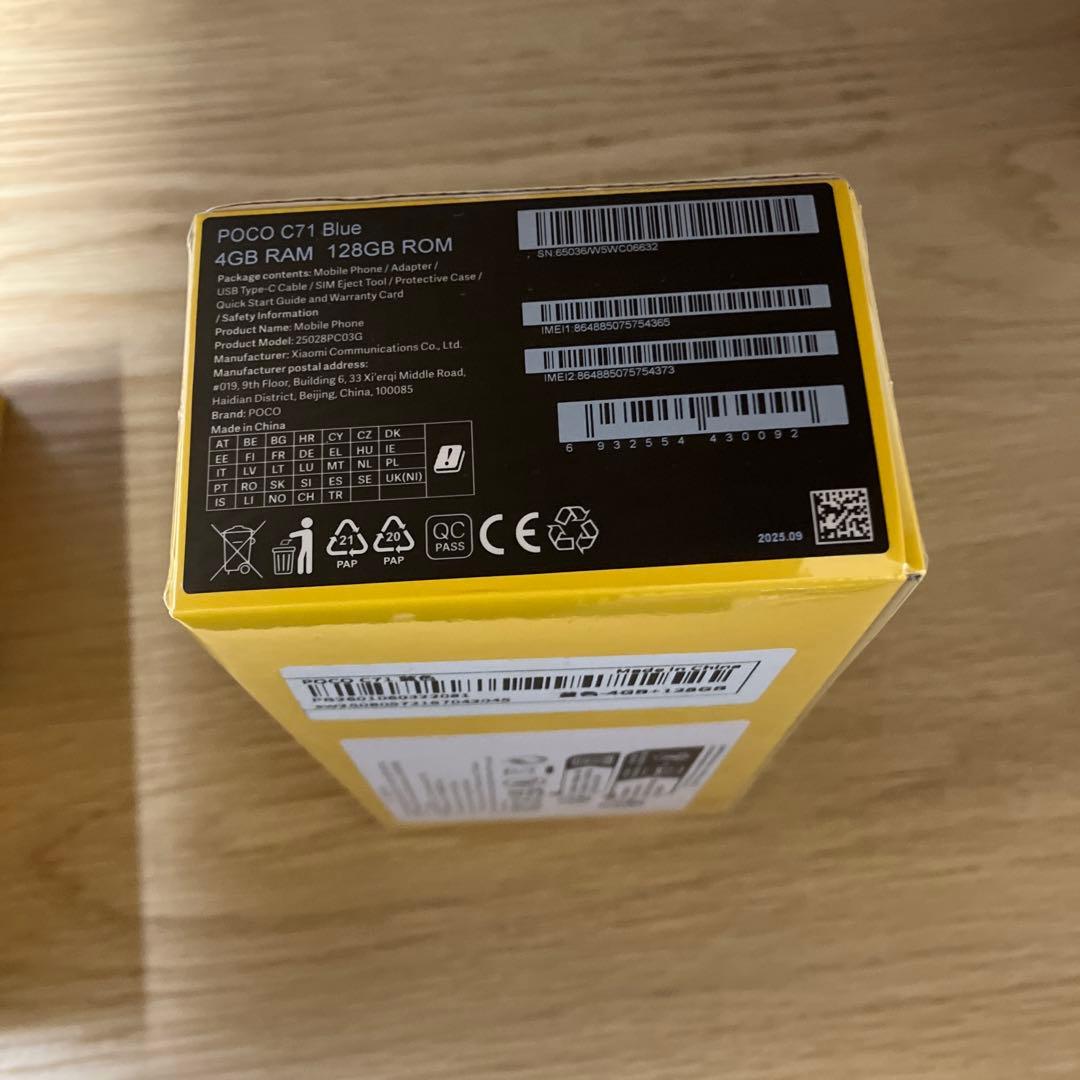 POCO C71 Blue
4GB RAM 128GB ROM
Package contents: Mobile Phone / Adapter /
USB Type-C Cable / SIM Eject Tool / Protective Case /
Quick Start Guide and Warranty Card
/ Safety Information
Product Name: Mobile Phone
Product Model: 25028PC03G
Manufacturer: Xiaomi Communications Co., Ltd.
Manufacturer postal address:
#019, 9th Floor, Building 6, 33 Xi'erqi Middle Road,
Haidian District, Beijing, China, 100085
Brand: POCO
Made in China
AT BE BG HR CY CZ DK
EE FI FR DE EL HU IE
IT LV LT LU MT NL PL
PT RO SK SI ES SE UK(NI)
IS LI NO CH TR
21
PAP
20
PAP
QC
PASS
CE
SN:65036/W5WC06632
IMEI1:864885075754365
IMEI2:864885075754373
6 932554 430092
2025.09
POCO C71
Made in China
4GB+128GB